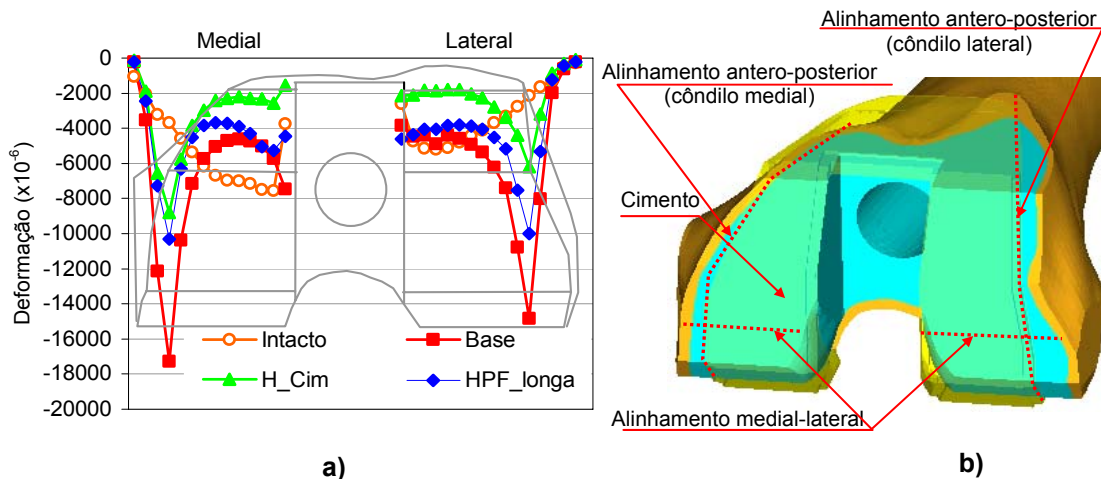 Medial
Lateral
0
-2000
-4000
-6000
-8000
-10000
-12000
-14000
-16000
-18000
-20000
Deformação (x10-6)
Intacto
Base
H_Cim
HPF_longa
a)
Alinhamento antero-posterior
(côndilo lateral)
Alinhamento antero-posterior
(côndilo medial)
Cimento
Alinhamento medial-lateral
b)